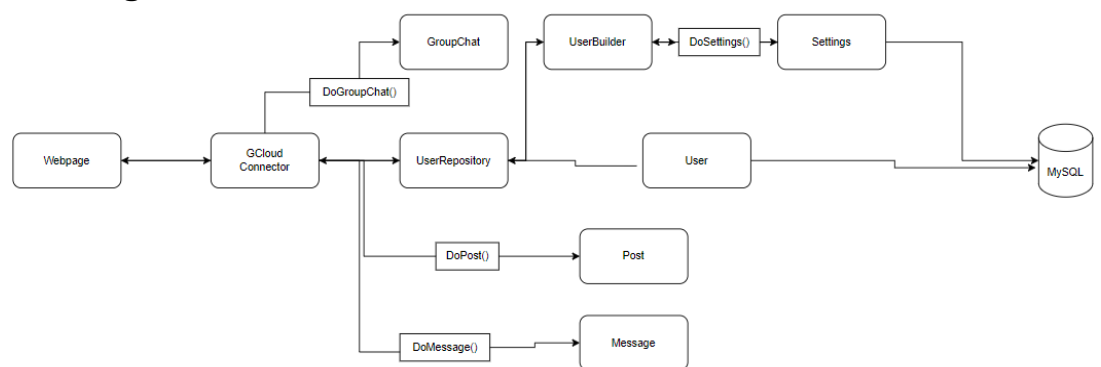 GroupChat
UserBuilder
DoSettings()
Settings
DoGroupChat()
Webpage
GCloud
Connector
UserRepository
User
MySQL
DoPost()
Post
DoMessage()
Message